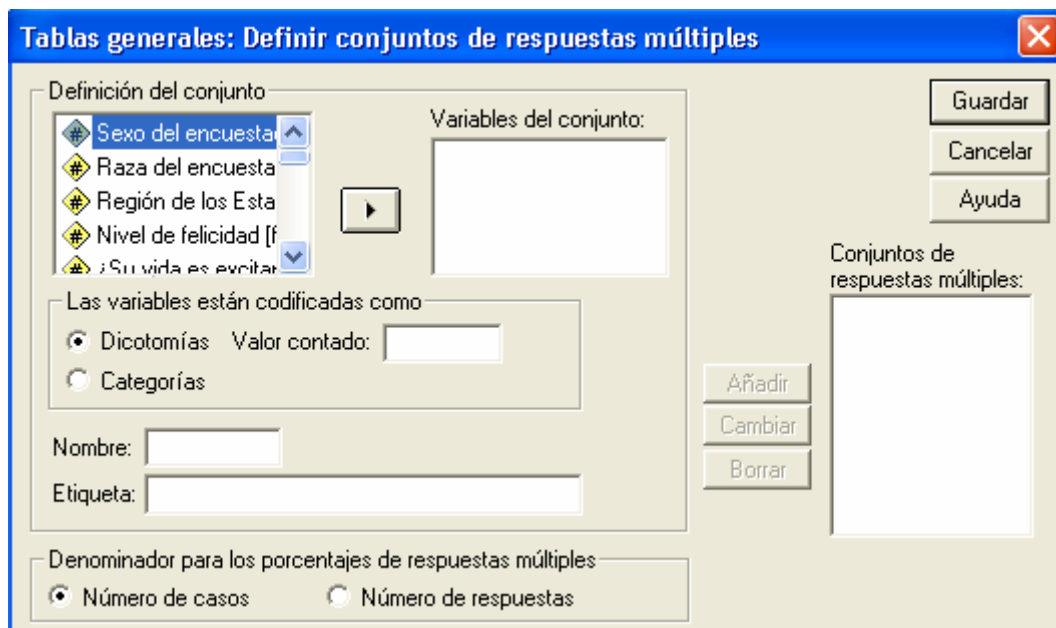 Tablas generales: Definir conjuntos de respuestas múltiples
Definición del conjunto
Sexo del encuesta
Raza del encuesta
Región de los Esta
Nivel de felicidad [f
¿Su vida es excitar
Variables del conjunto:
Guardar
Cancelar
Ayuda
Conjuntos de
respuestas múltiples:
Las variables están codificadas como
Dicotomías Valor contado:
Categorías
Añadir
Cambiar
Borrar
Nombre:
Etiqueta:
Denominador para los porcentajes de respuestas múltiples
Número de casos Número de respuestas